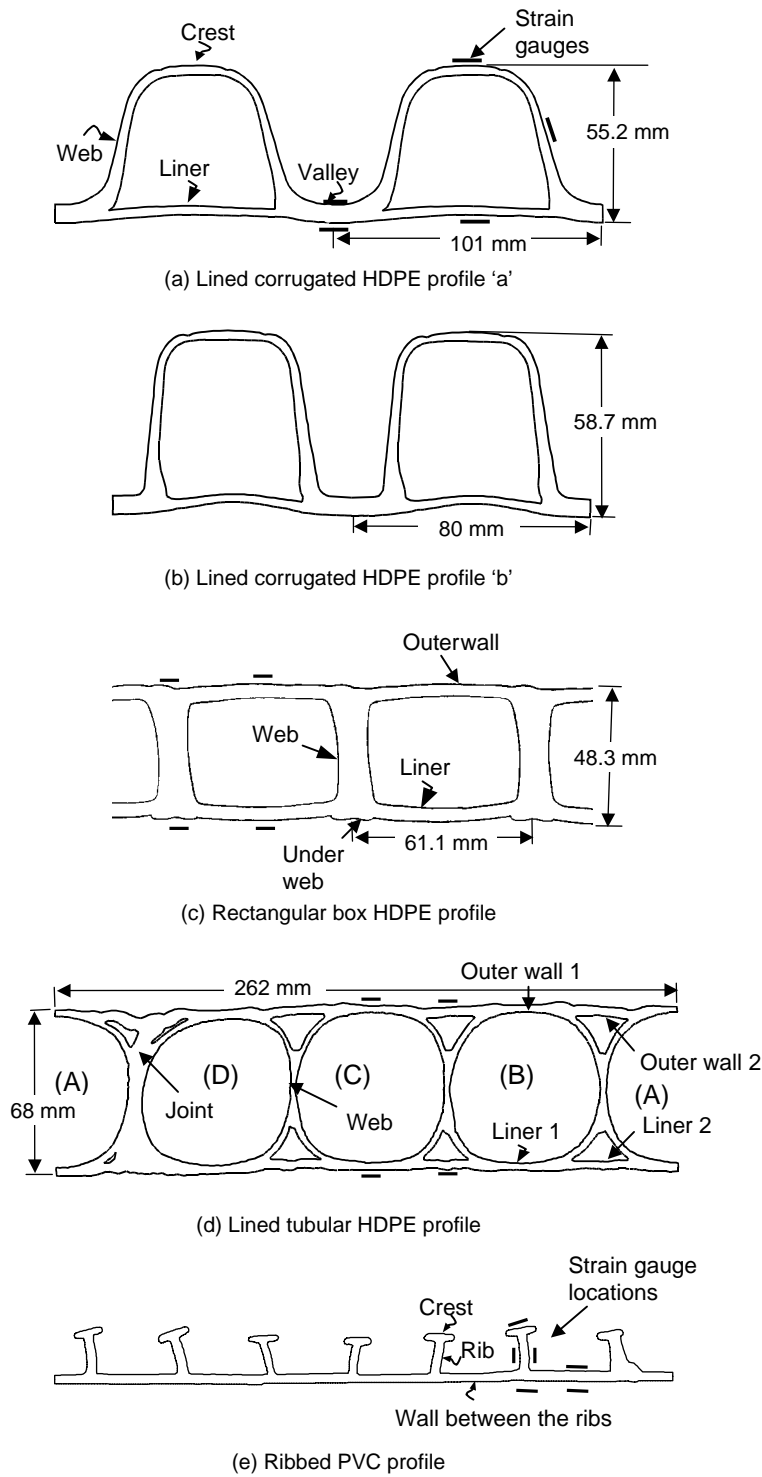 Crest
Strain
gauges
55.2 mm
Web
Liner
Valley
101 mm
(a) Lined corrugated HDPE profile ‘a’
58.7 mm
80 mm
(b) Lined corrugated HDPE profile ‘b’
Outerwall
Web
48.3 mm
Liner
61.1 mm
Under
web
(c) Rectangular box HDPE profile
Outer wall 1
262 mm
Outer wall 2
(A)
(D)
(C)
(B)
(A)
68 mm
Joint
Web
Liner 1
Liner 2
(d) Lined tubular HDPE profile
Strain gauge
locations
Crest
Rib
Wall between the ribs
(e) Ribbed PVC profile